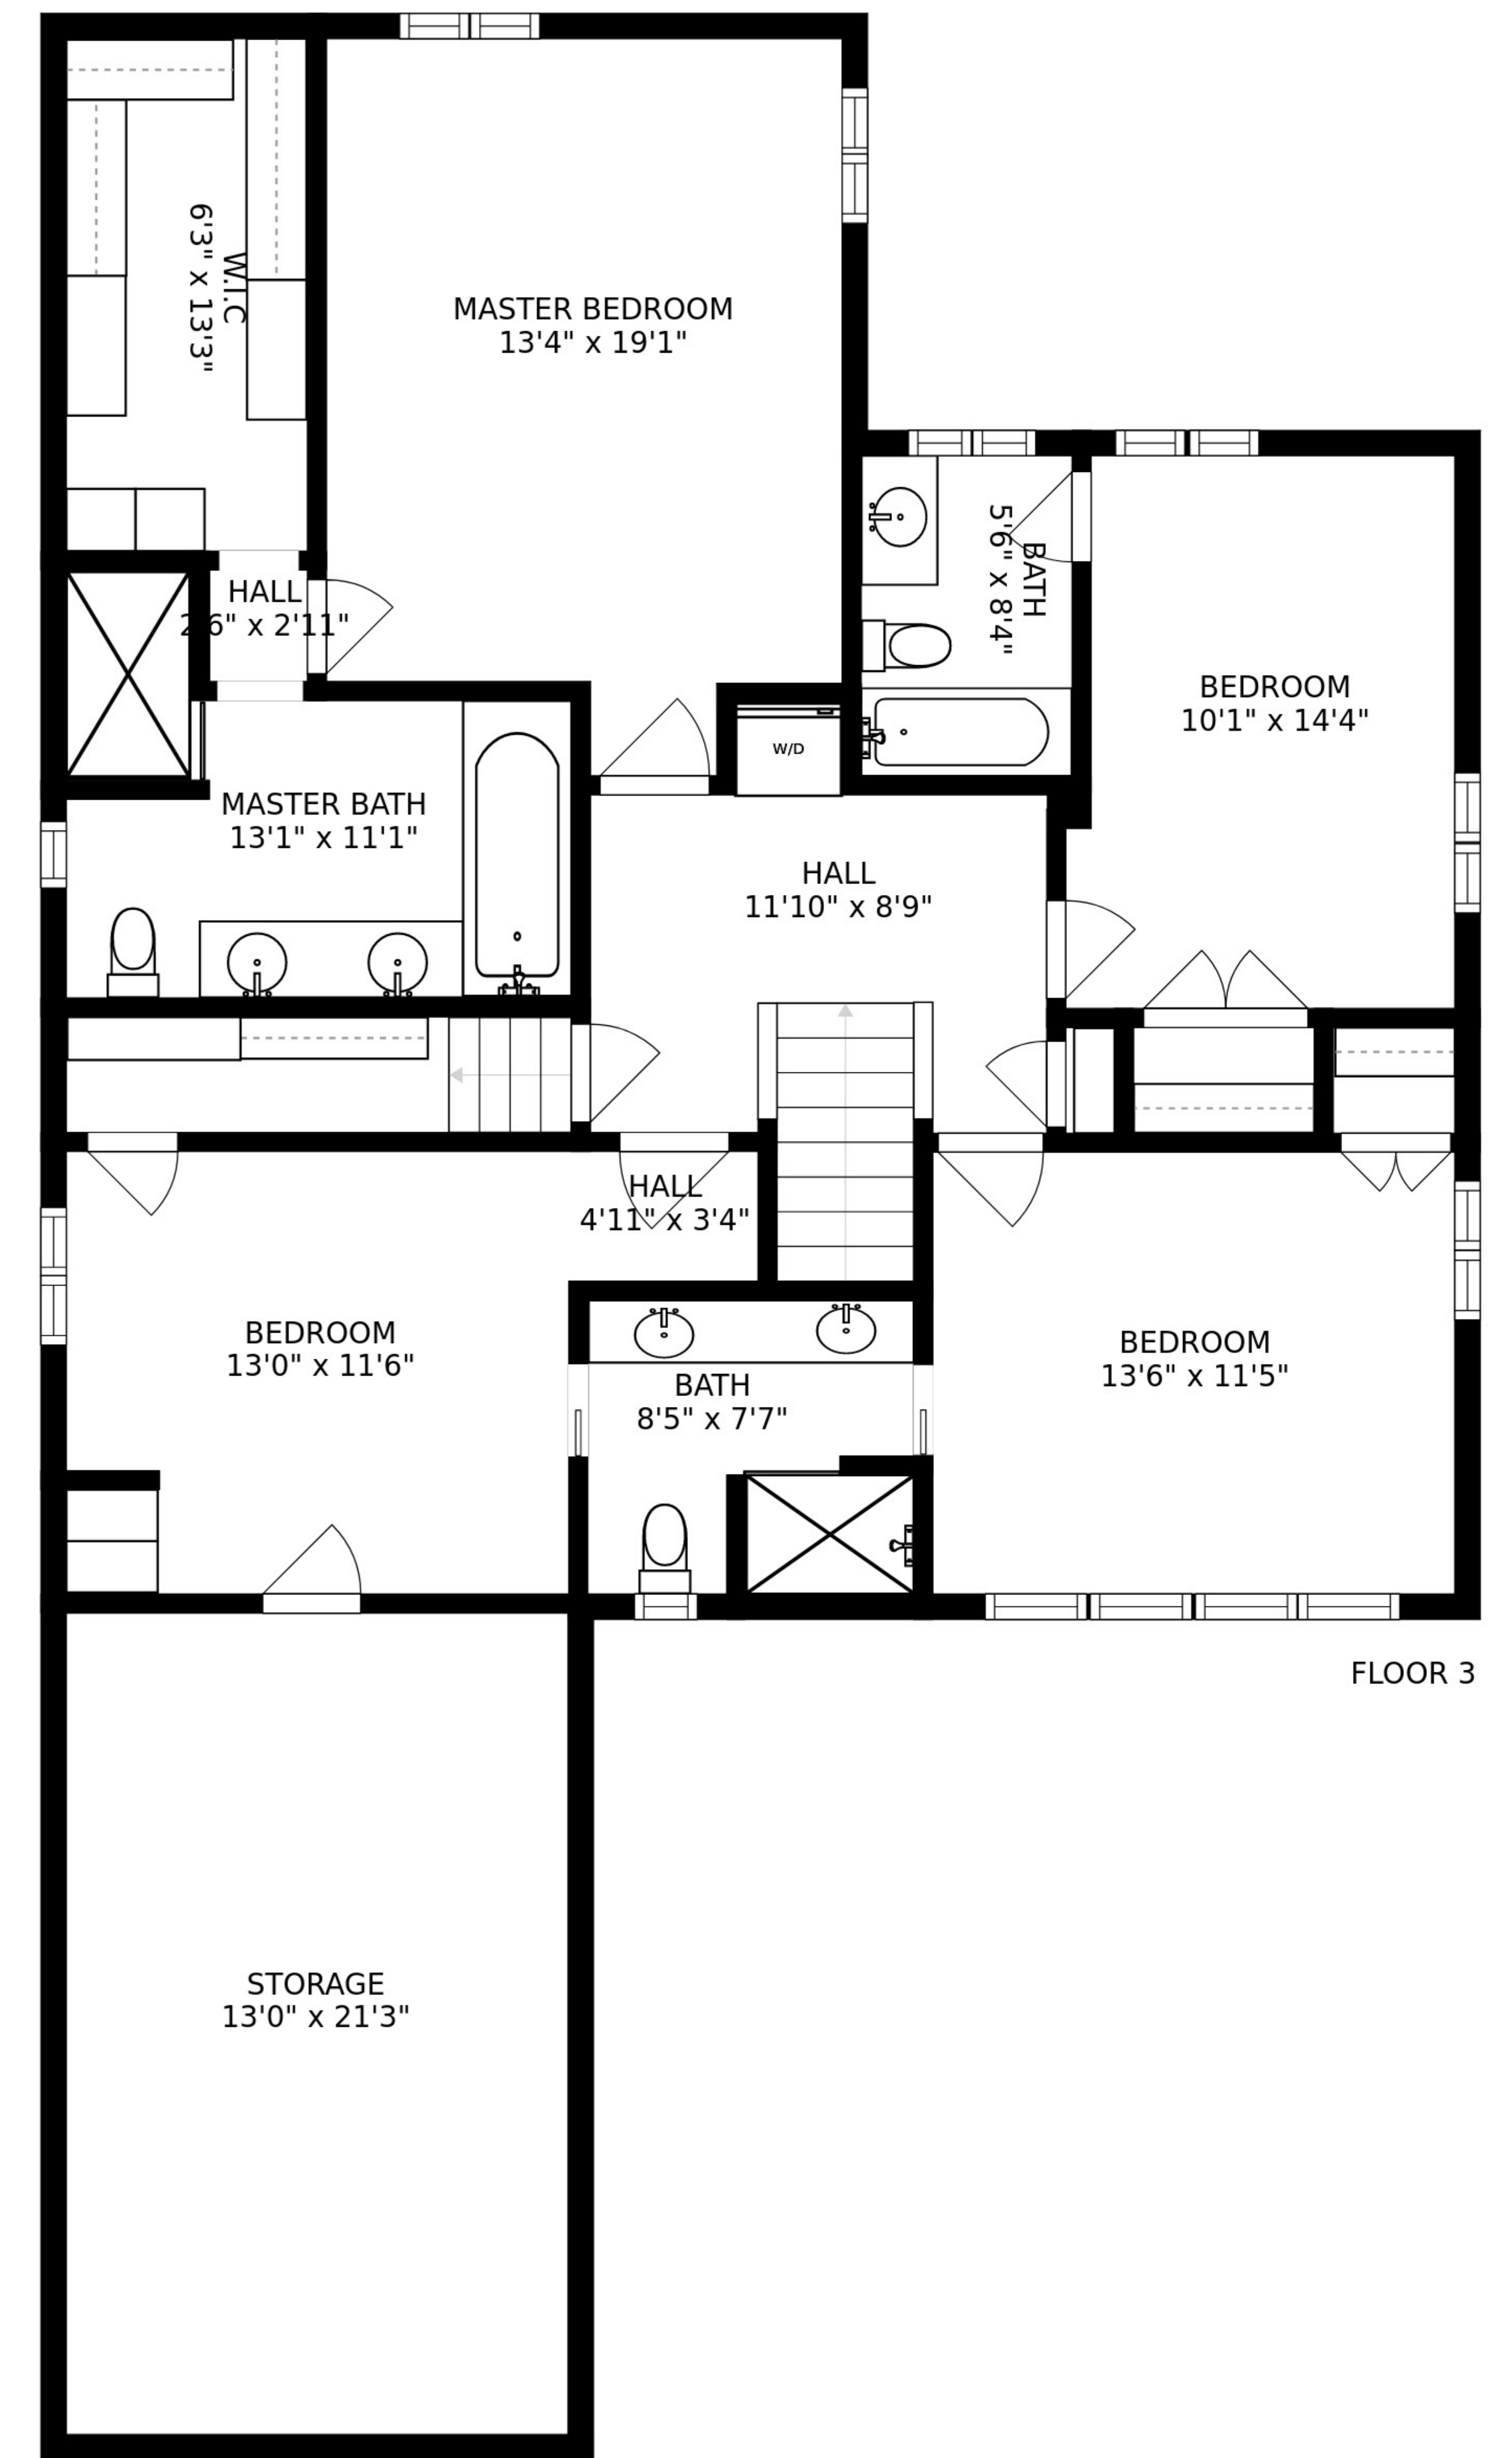 W.I.C
6'3" x 13'3"
MASTER BEDROOM
13'4" x 19'1"
HALL
2'6" x 2'11"
BATH
5'6" x 8'4"
BEDROOM
10'1" x 14'4"
W/D
MASTER BATH
13'1" x 11'1"
HALL
11'10" x 8'9"
HALL
4'11" x 3'4"
BEDROOM
13'0" x 11'6"
BATH
8'5" x 7'7"
BEDROOM
13'6" x 11'5"
FLOOR 3
STORAGE
13'0" x 21'3"